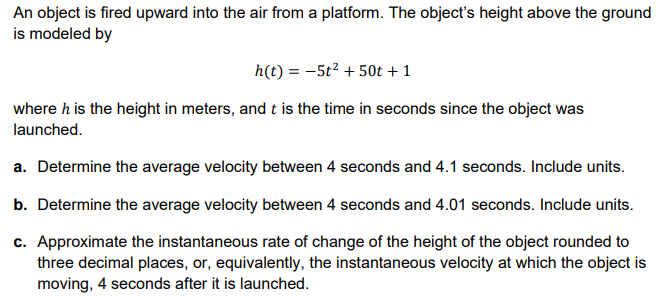 An object is fired upward into the air from a platform. The object's height above the ground
is modeled by
h(t) = −5t² + 50t + 1
where h is the height in meters, and t is the time in seconds since the object was
launched.
a. Determine the average velocity between 4 seconds and 4.1 seconds. Include units.
b. Determine the average velocity between 4 seconds and 4.01 seconds. Include units.
c. Approximate the instantaneous rate of change of the height of the object rounded to
three decimal places, or, equivalently, the instantaneous velocity at which the object is
moving, 4 seconds after it is launched.